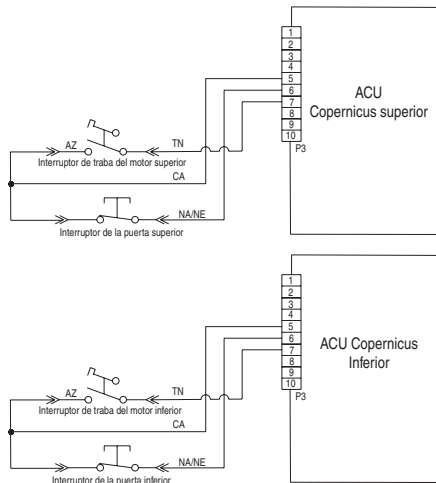 1
2
3
4
5
6
7
8
9
10
P3
ACU
Copernicus superior
AZ
TN
Interruptor de traba del motor superior
CA
NA/NE
Interruptor de la puerta superior
1
2
3
4
5
6
7
8
9
10
P3
ACU Copernicus
Inferior
AZ
TN
Interruptor de traba del motor inferior
CA
NA/NE
Interruptor de la puerta inferior